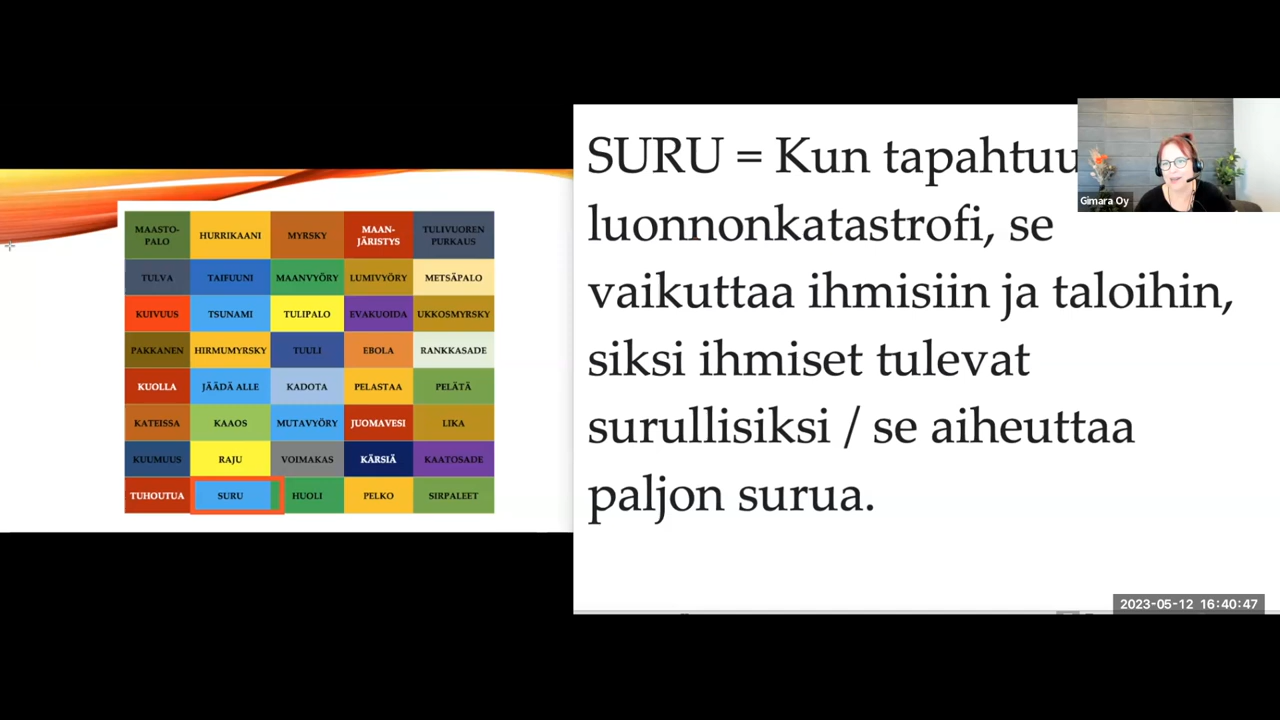 MAASTO-
PALO
HURRIKAANI
MYRSKY
MAAN-
JÄRISTYS
TULIVUOREN
PURKAUS
TULVA
TAIFUUNI
MAANVYÖRY
LUMIVYÖRY
METSÄPALO
KUIVUUS
TSUNAMI
TULIPALO
EVAKUOIDA
UKKOSMYRSKY
PAKKANEN
HIRMUMYRSKY
TUULI
EBOLA
RANKKASADE
KUOLLA
JÄÄDÄ ALLE
KADOTA
PELASTAA
PELÄTÄ
KATEISSA
KAAOS
MUTAVYÖRY
JUOMAVESI
LIKA
KUUMUUS
RAJU
VOIMAKAS
KÄRSIÄ
KAATOSADE
TUHOUTUA
SURU
HUOLI
PELKO
SIRPALEET
SURU = Kun tapahtuu
luonnonkatastrofi, se
vaikuttaa ihmisiin ja taloihin,
siksi ihmiset tulevat
surullisiksi / se aiheuttaa
paljon surua.
Gimara Oy
2023-05-12 16:40:47